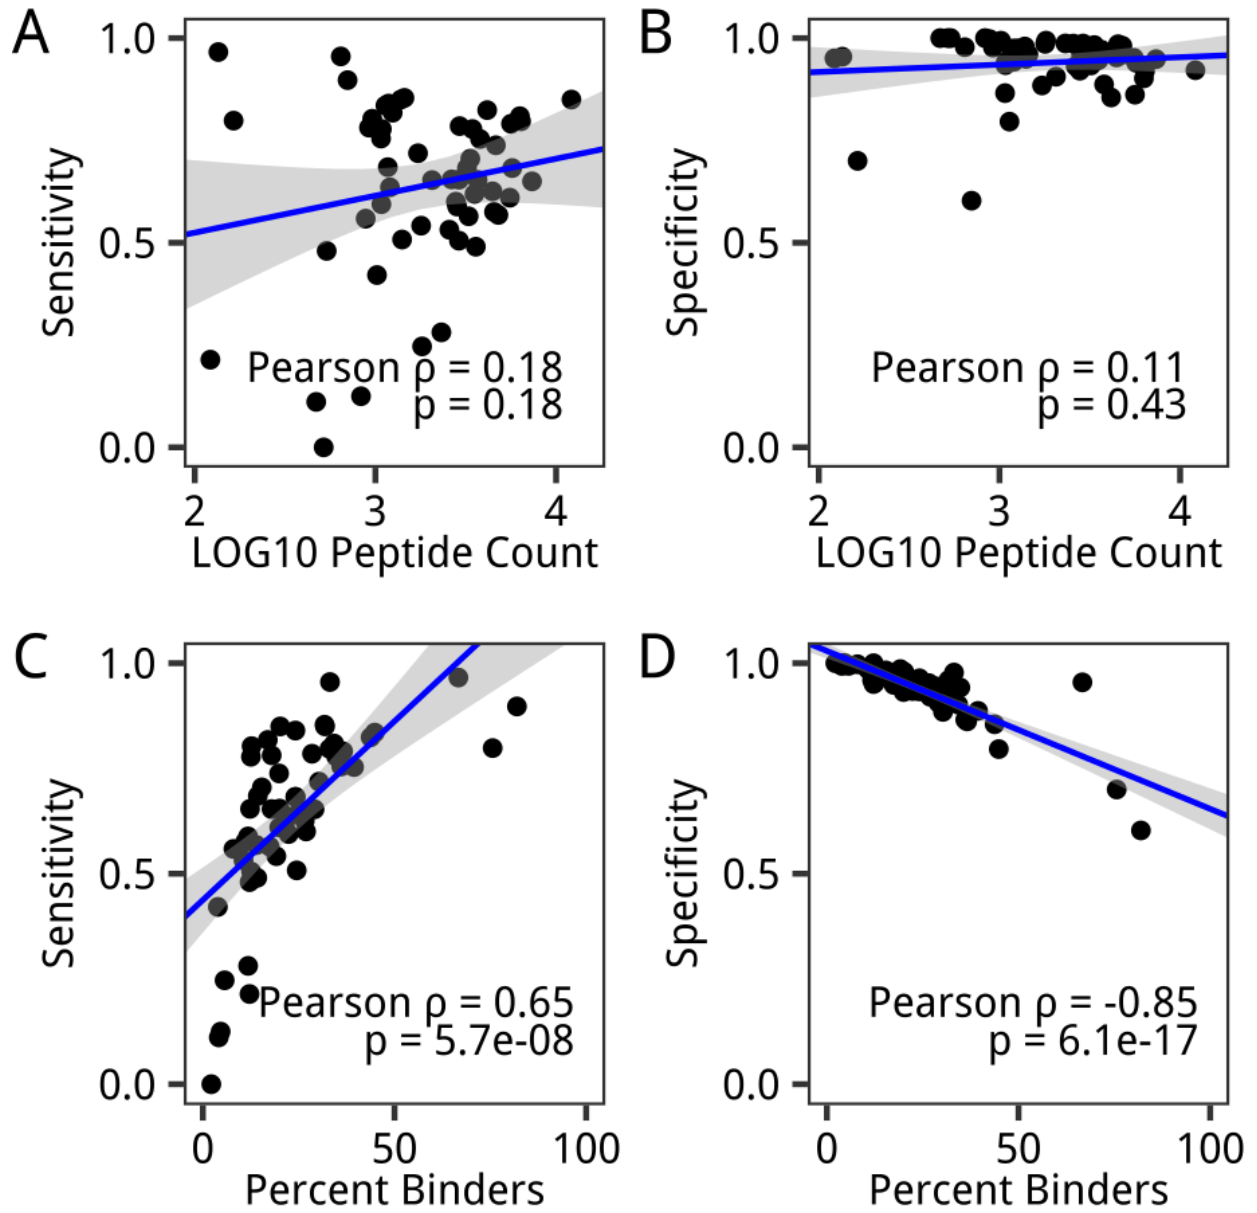 A
1.0
0.5
0.0
Sensitivity
Pearson ρ = 0.18
p = 0.18
2 3 4
LOG10 Peptide Count
B
1.0
0.5
0.0
Specificity
Pearson ρ = 0.11
p = 0.43
2 3 4
LOG10 Peptide Count
C
1.0
0.5
0.0
Sensitivity
Pearson ρ = 0.65
p = 5.7e-08
0 50 100
Percent Binders
D
1.0
0.5
0.0
Specificity
Pearson ρ = -0.85
p = 6.1e-17
0 50 100
Percent Binders